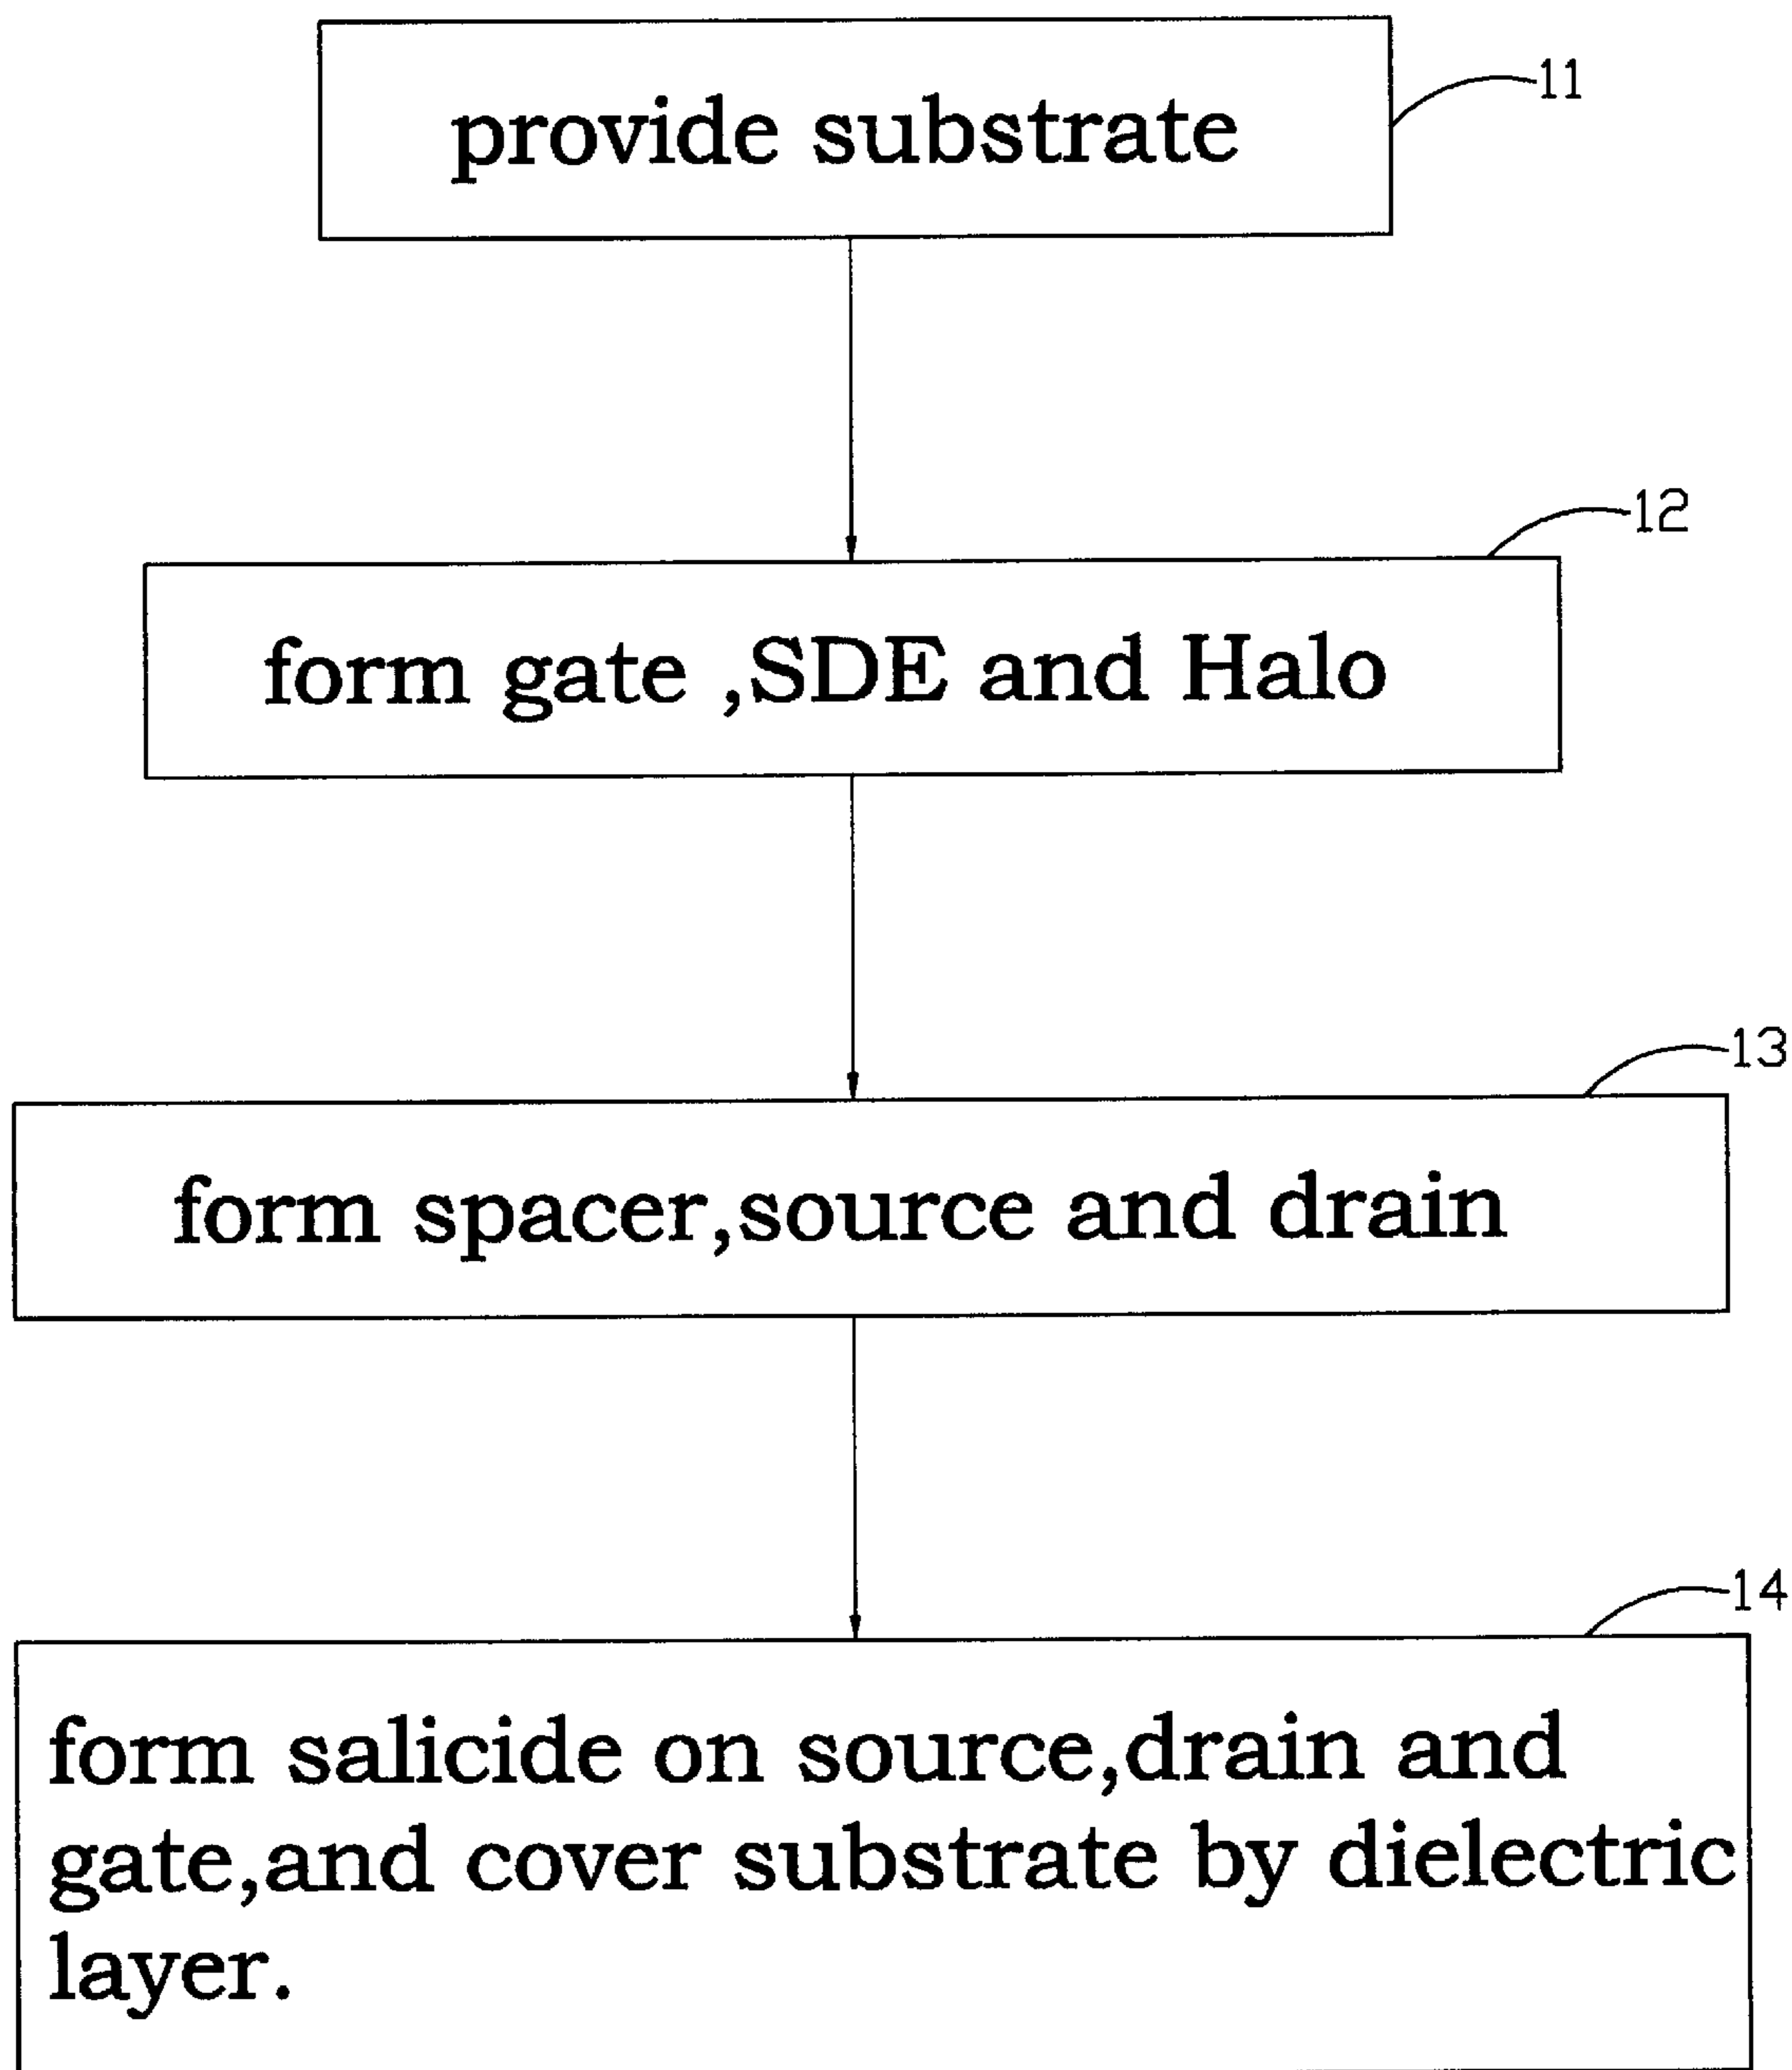 provide substrate
11
form gate ,SDE and Halo
12
form spacer,source and drain
13
form salicide on source,drain and
gate,and cover substrate by dielectric
layer.
14